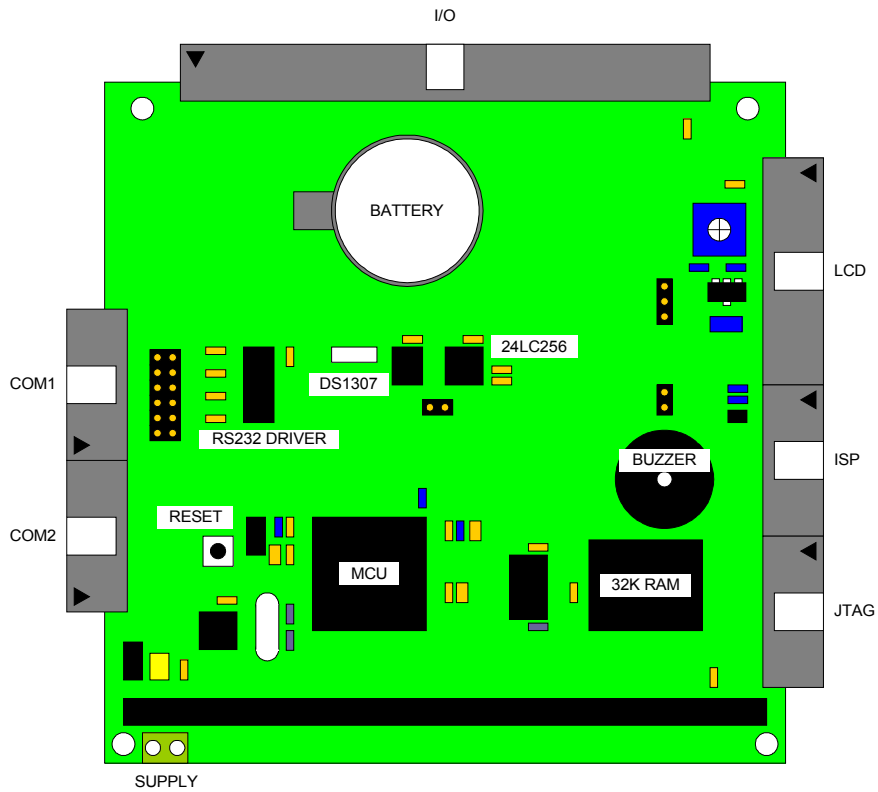 I/O
BATTERY
LCD
24LC256
COM1
DS1307
RS232 DRIVER
BUZZER
ISP
RESET
COM2
MCU
32K RAM
JTAG
SUPPLY